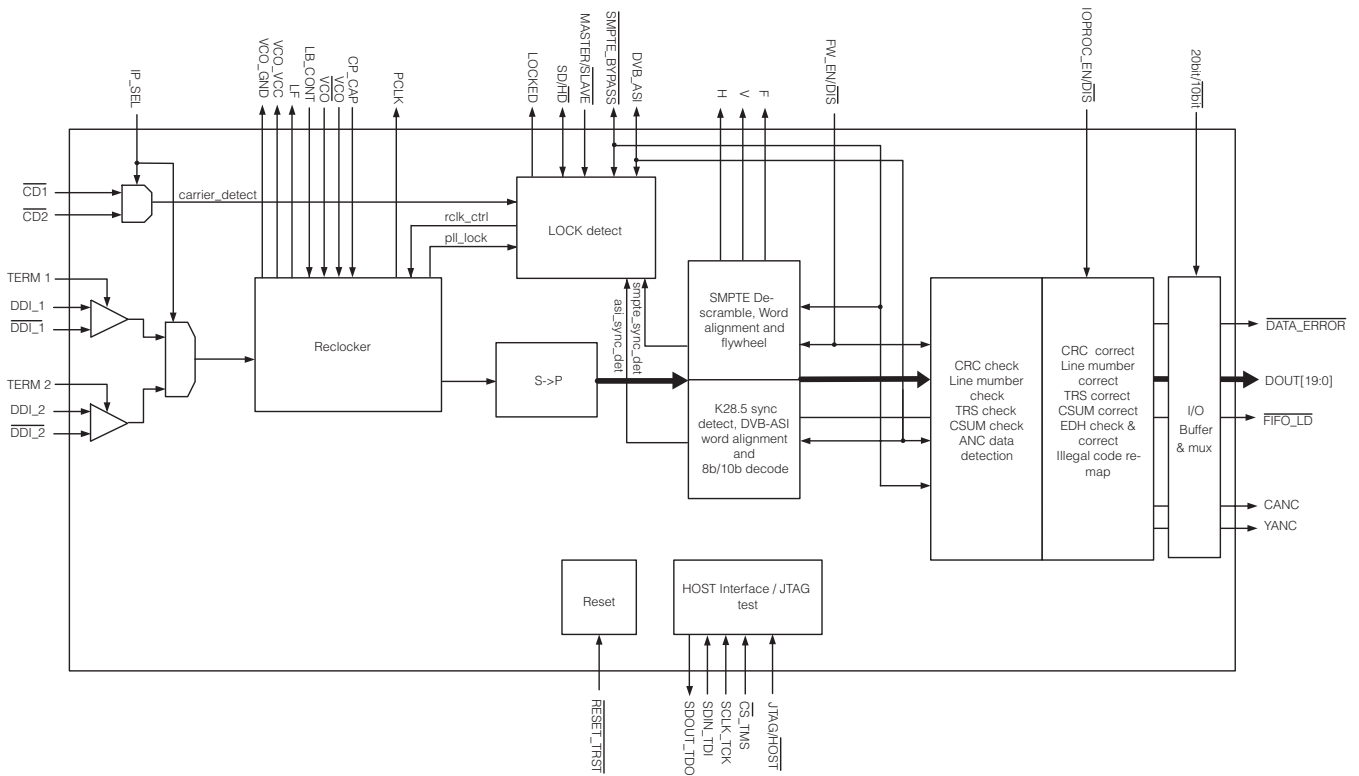 IP_SEL
VCO_GND
VCO_VCC
LF
LB_CONT
VCO
VCO
CP_CAP
PCLK
LOCKED
SD/HD
MASTER/SLAVE
SMPTE_BYPASS
DVB_ASI
H
V
F
FW_EN/DIS
IOPROC_EN/DIS
20bit/10bit
CD1
CD2
carrier_detect
rclk_ctrl
pll_lock
LOCK detect
TERM 1
DDI_1
DDI_1
TERM 2
DDI_2
DDI_2
Reclocker
S->P
asi_sync_det
smpte_sync_det
SMPTE De-
scramble, Word
alignment and
flywheel
K28.5 sync
detect, DVB-ASI
word alignment
and
8b/10b decode
CRC check
Line mumber
check
TRS check
CSUM check
ANC data
detection
CRC correct
Line mumber
correct
TRS correct
CSUM correct
EDH check &
correct
Illegal code re-
map
I/O
Buffer
& mux
DATA_ERROR
DOUT[19:0]
FIFO_LD
CANC
YANC
Reset
HOST Interface / JTAG
test
RESET_TRST
SDOUT_TDO
SDIN_TDI
SCLK_TCK
CS_TMS
JTAG/HOST